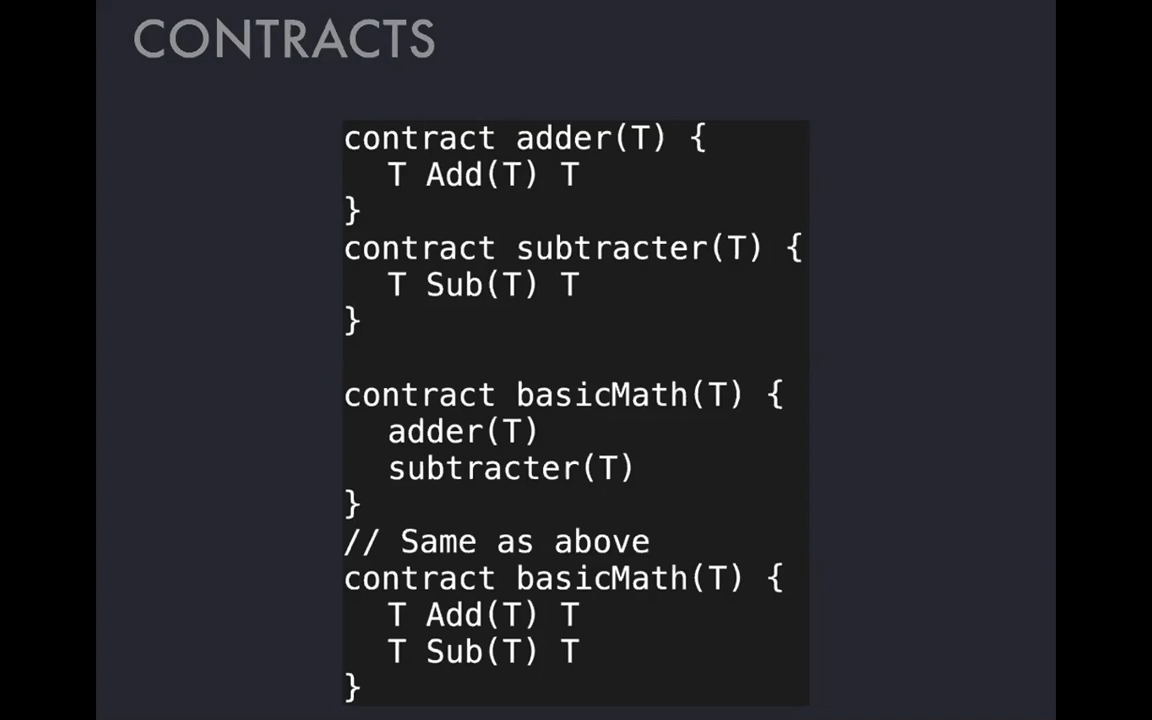 CONTRACTS
contract adder(T) {
T Add(T) T
}
contract subtracter(T) {
T Sub(T) T
}
contract basicMath(T) {
adder(T)
subtracter(T)
}
// Same as above
contract basicMath(T) {
T Add(T) T
T Sub(T) T
}